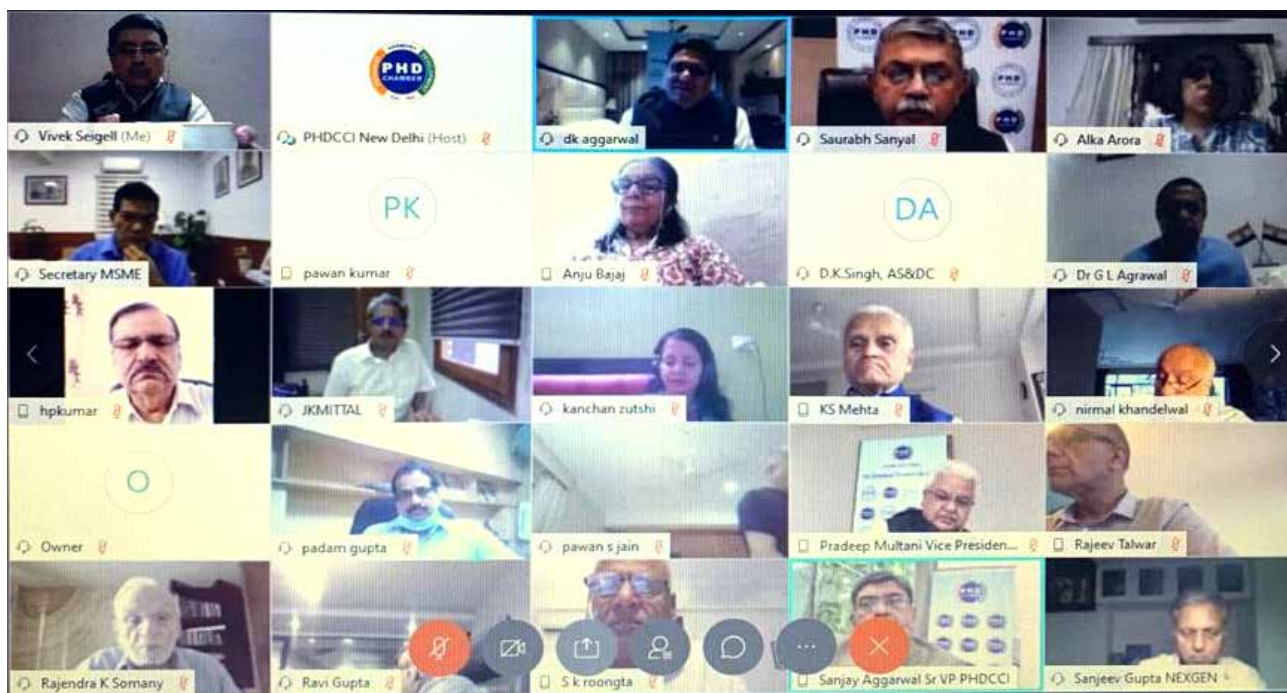 PHD
CHAMBER
Vivek Seigell (Me)
PHDCCI New Delhi (Host)
dk aggarwal
Saurabh Sanyal
Alka Arora
PK
DA
Secretary MSME
pawan kumar
Anju Bajaj
D.K.Singh, AS&DC
Dr G L Agrawal
hpkumar
JKMITTAL
kanchan zutshi
KS Mehta
nirmal khandelwal
O
Owner
padam gupta
pawan s jain
Pradeep Multani Vice Presiden...
Rajeev Talwar
Rajendra K Somany
Ravi Gupta
S k roongta
Sanjay Aggarwal Sr VP PHDCCI
Sanjeev Gupta NEXGEN